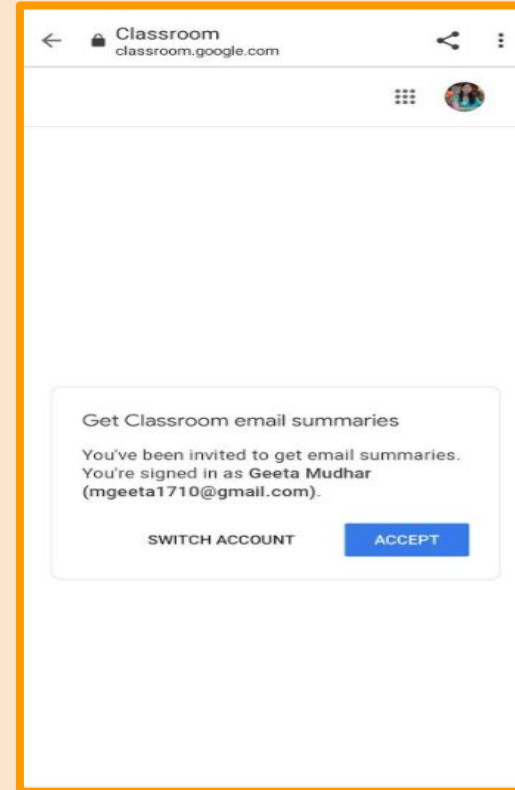 Classroom
classroom.google.com
Get Classroom email summaries
You've been invited to get email summaries.
You're signed in as Geeta Mudhar
(mgeeta1710@gmail.com).
SWITCH ACCOUNT ACCEPT